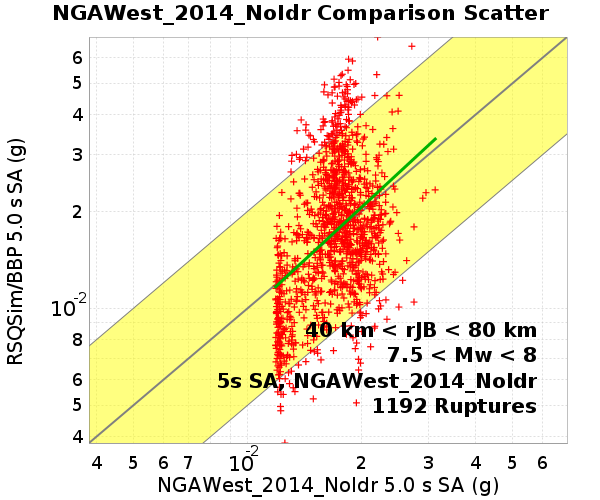 NGAWest_2014_NoIdr Comparison Scatter
RSQSim/BBP 5.0 s SA (g)
6
5
4
3
2
10-2
8
6
5
4
40 km < rJB < 80 km
7.5 < Mw < 8
5s SA, NGAWest_2014_NoIdr
1192 Ruptures
4 5 6 7 10-2 2 3 4 5 6
NGAWest_2014_NoIdr 5.0 s SA (g)